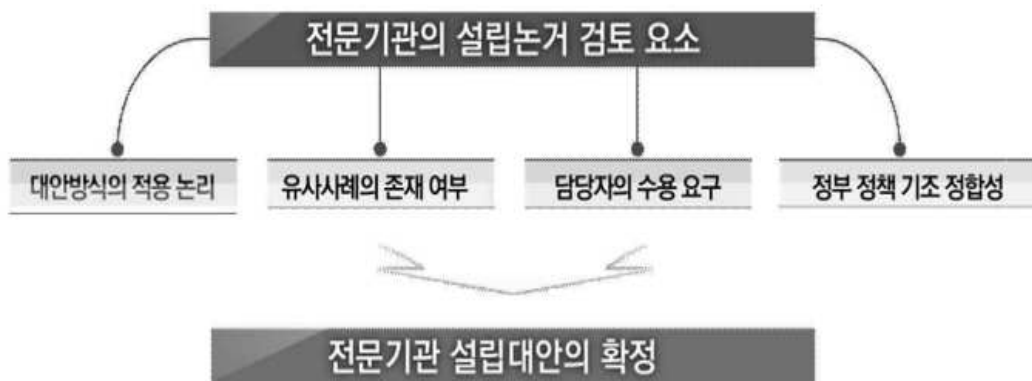 전문기관의 설립논거 검토 요소
대안방식의 적용 논리
유사사례의 존재 여부
담당자의 수용 요구
정부 정책 기조 정합성
전문기관 설립대안의 확정